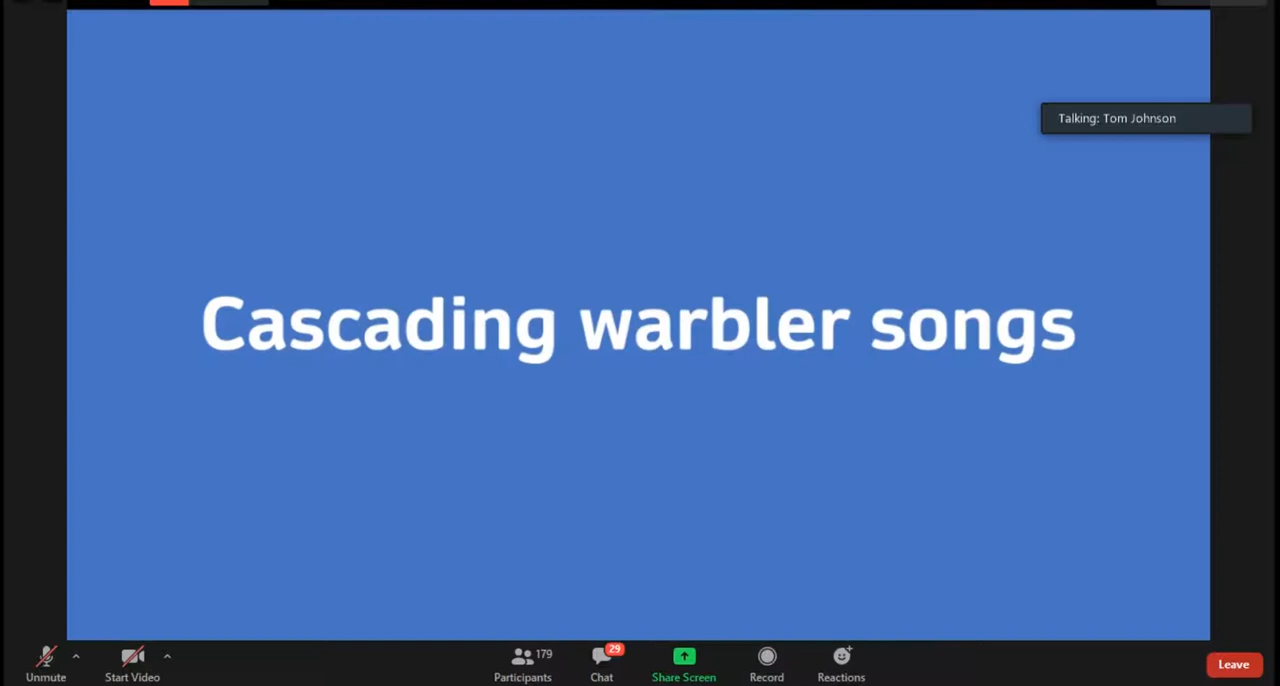 Talking: Tom Johnson
Cascading warbler songs
179
29
Unmute
Start Video
Participants
Chat
Share Screen
Record
Reactions
Leave